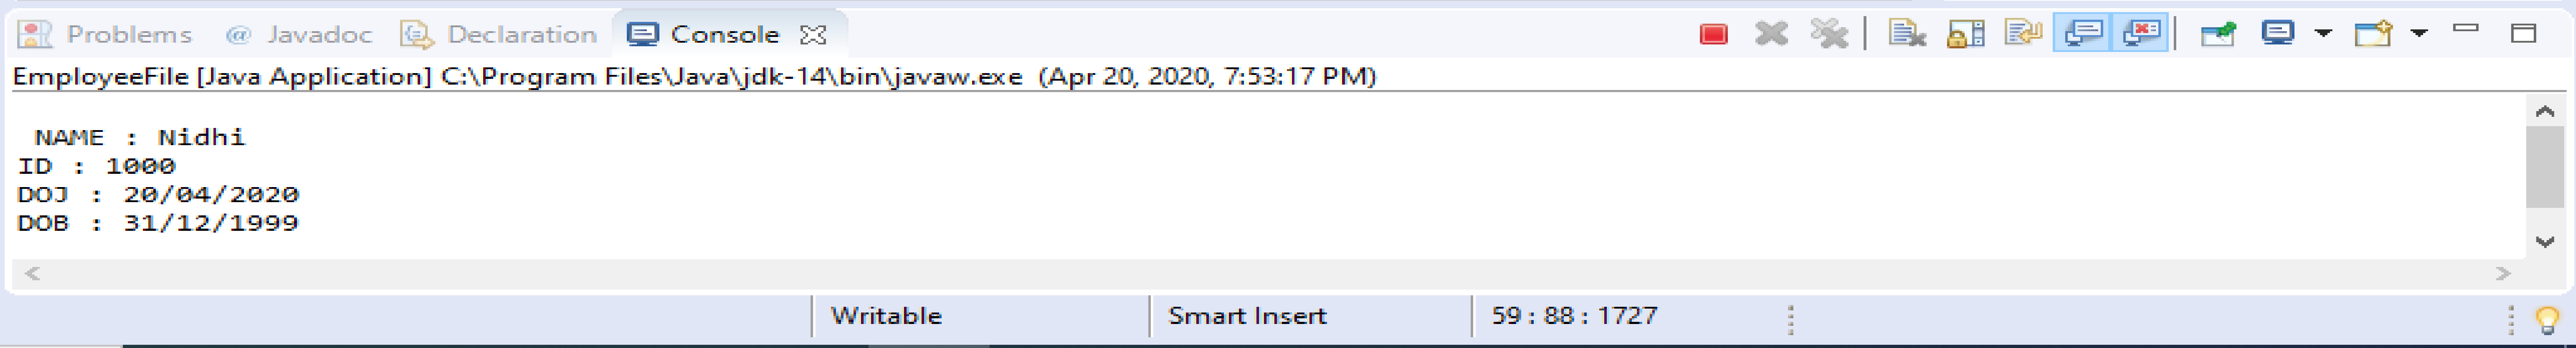 Problems @ Javadoc Declaration Console
EmployeeFile [Java Application] C:\Program Files\Java\jdk-14\bin\javaw.exe (Apr 20, 2020, 7:53:17 PM)
NAME : Nidhi
ID : 1000
DOJ : 20/04/2020
DOB : 31/12/1999
Writable Smart Insert 59 : 88 : 1727